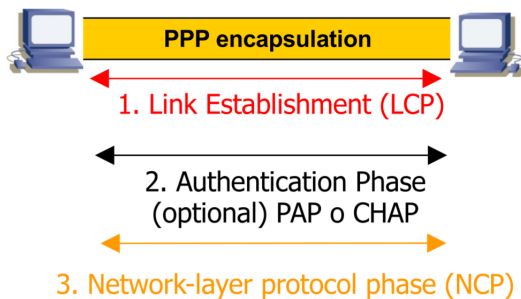 PPP encapsulation
1. Link Establishment (LCP)
2. Authentication Phase
(optional) PAP o CHAP
3. Network-layer protocol phase (NCP)